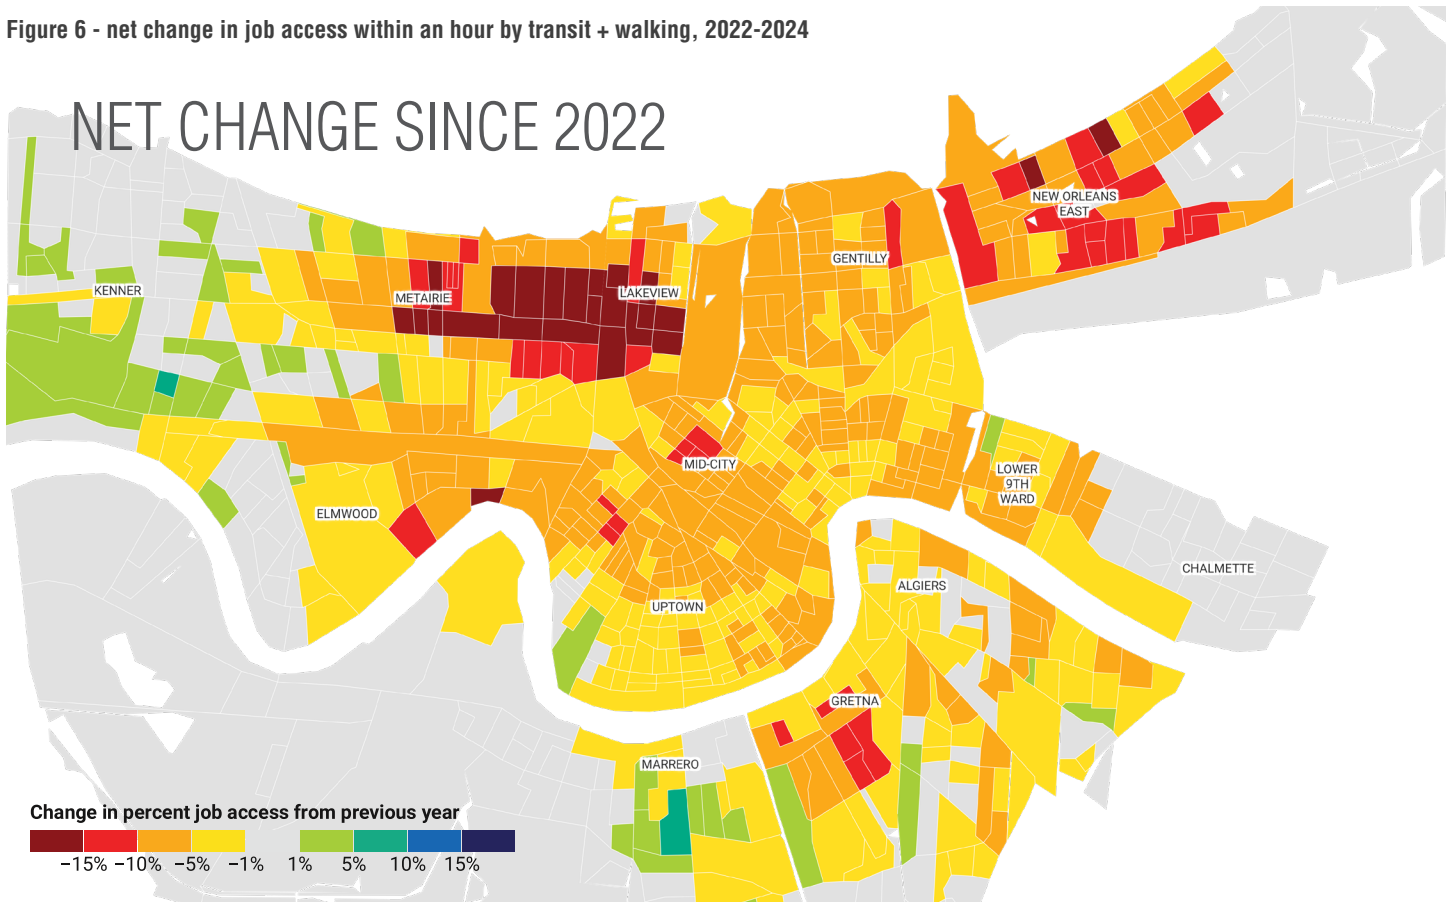 Figure 6 - net change in job access within an hour by transit + walking, 2022-2024
NET CHANGE SINCE 2022
NEW ORLEANS
EAST
GENTILLY
KENNER
METAIRIE
LAKEVIEW
MID-CITY
LOWER
9TH
WARD
ELMWOOD
CHALMETTE
ALGIERS
UPTOWN
GRETNA
MARRERO
Change in percent job access from previous year
−15% −10% −5% −1% 1% 5% 10% 15%